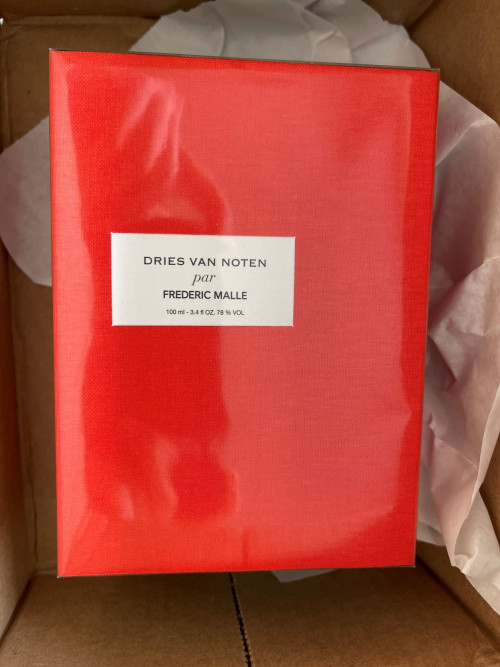 DRIES VAN NOTEN
par
FREDERIC MALLE
100 ml - 3.4 fl OZ. 78 % VOL